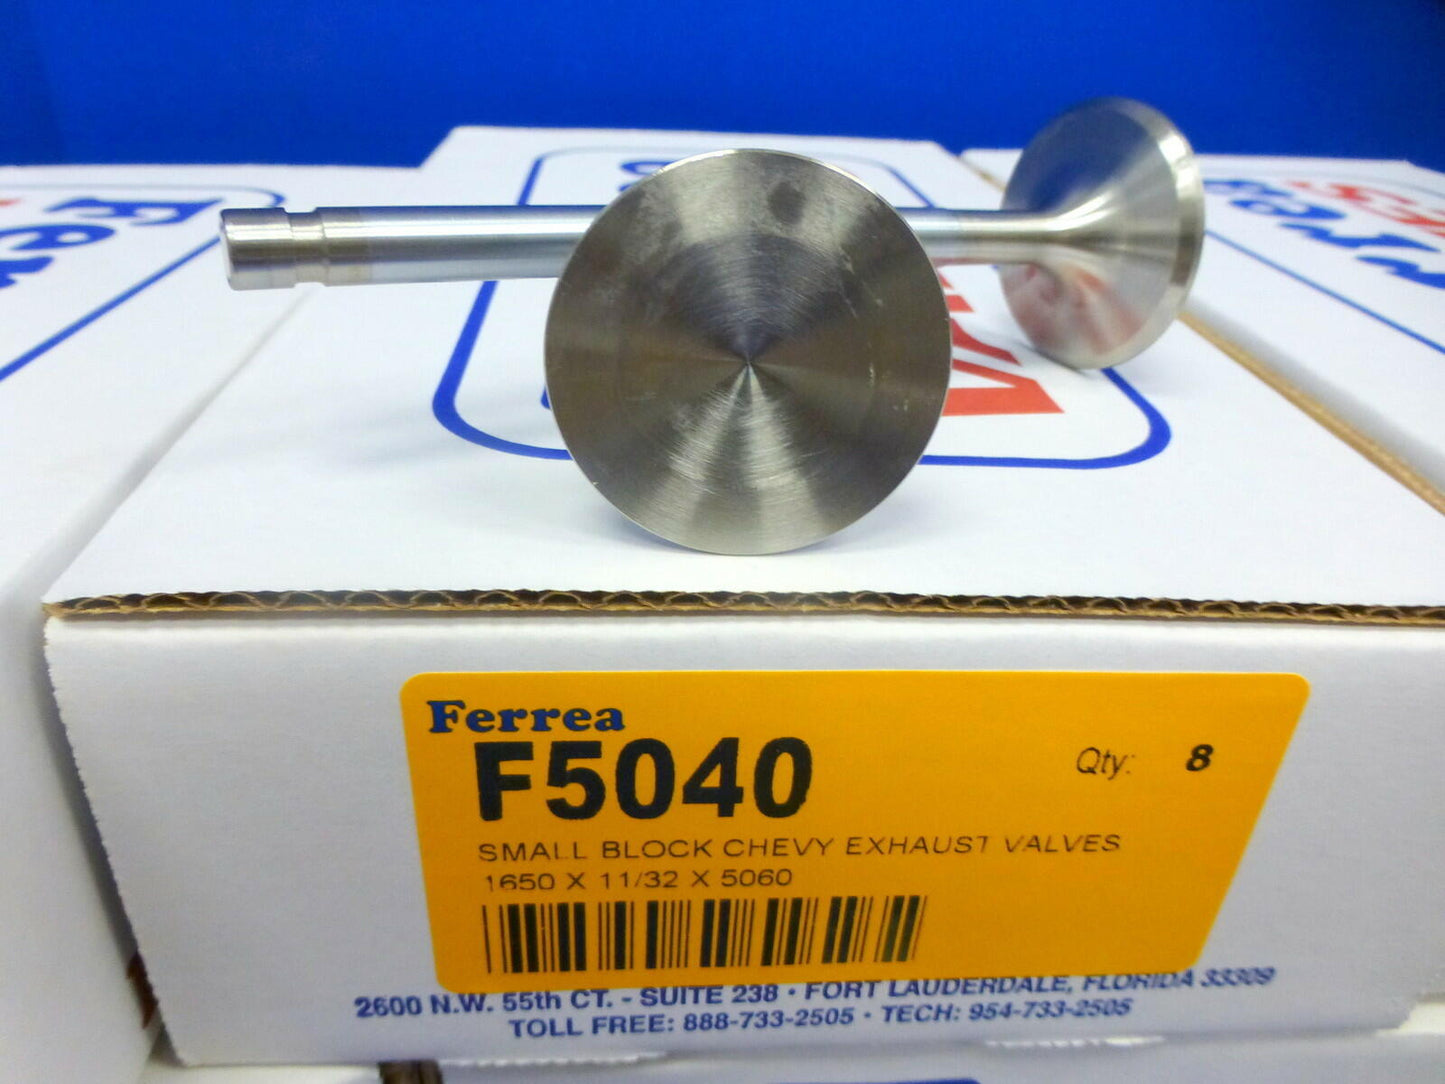 Ferrea
F5040
Qty: 8
SMALL BLOCK CHEVY EXHAUST VALVES
1650 X 11/32 X 5060
2600 N.W. 55th CT. - SUITE 238 · FORT LAUDERDALE, FLORIDA 33309
TOLL FREE: 888-733-2505 · TECH: 954-733-2505